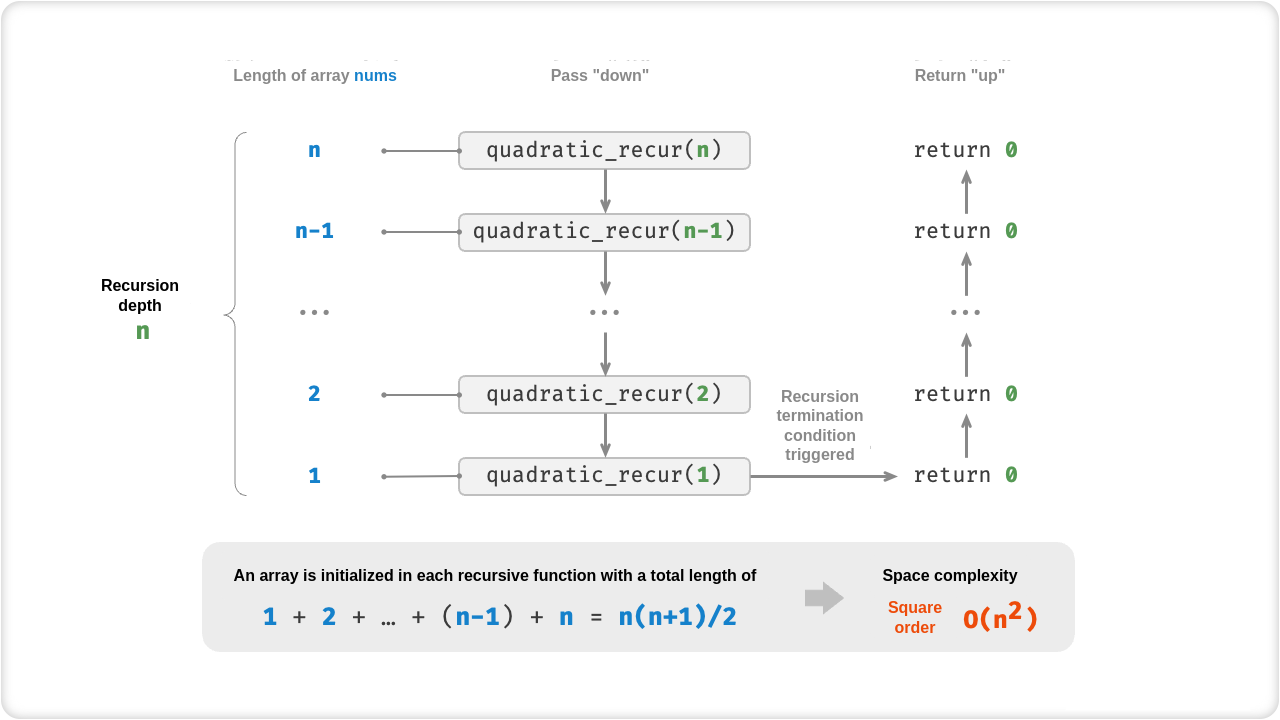 Length of array nums Pass "down" Return "up"
n quadratic_recur(n) return 0
n-1 quadratic_recur(n-1) return 0
Recursion
depth
n
... ... ...
2 quadratic_recur(2) return 0
Recursion
termination
condition
triggered
1 quadratic_recur(1) return 0
An array is initialized in each recursive function with a total length of
1 + 2 + … + (n-1) + n = n(n+1)/2
Space complexity
Square
order
O(n²)